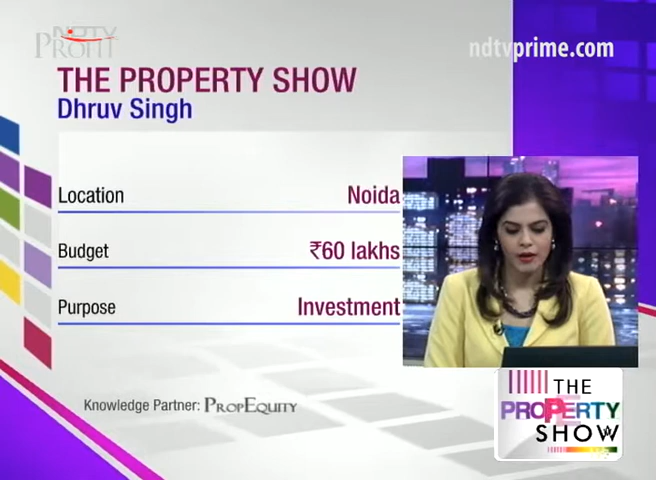 NDTV
PROFIT
ndtvprime.com
THE PROPERTY SHOW
Dhruv Singh
Location Noida
Budget ₹60 lakhs
Purpose Investment
Knowledge Partner: PROPEQUITY
THE
PROPERTY
SHOW